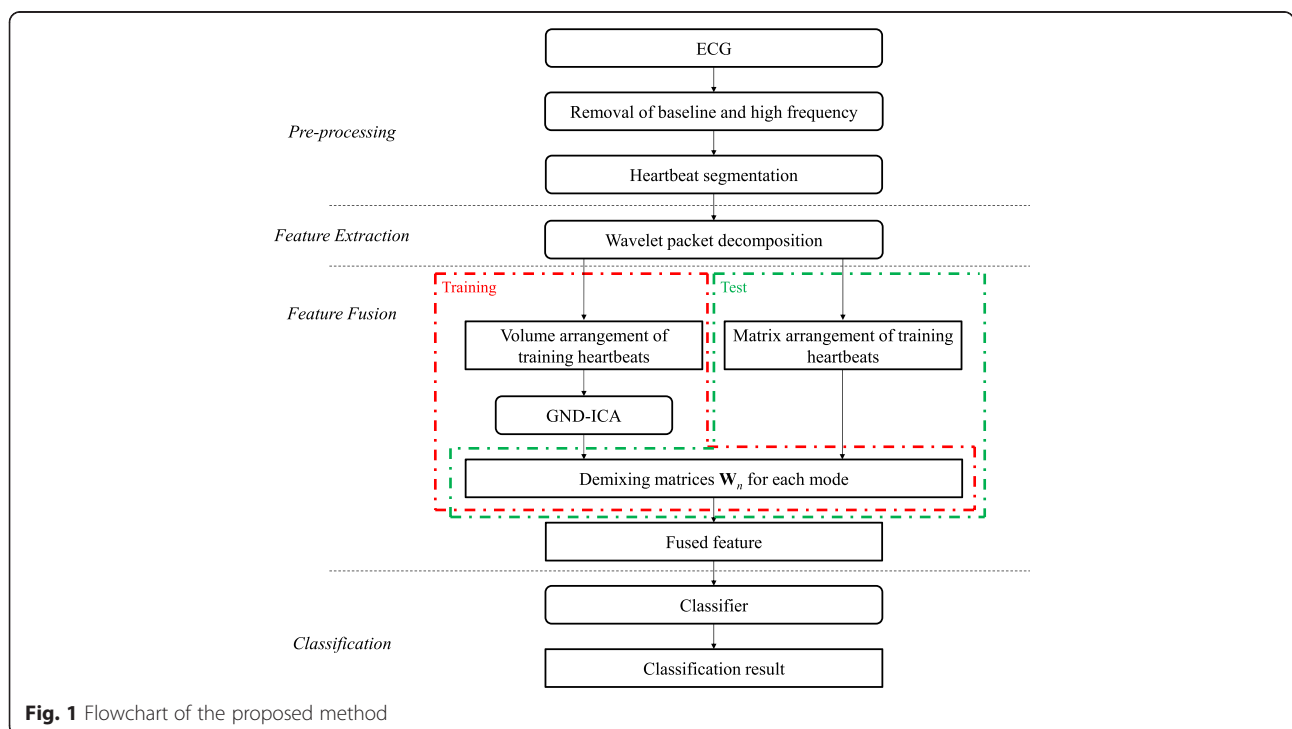 ECG
Removal of baseline and high frequency
Pre-processing
Heartbeat segmentation
Feature Extraction
Wavelet packet decomposition
Training
Test
Feature Fusion
Volume arrangement of
training heartbeats
Matrix arrangement of training
heartbeats
GND-ICA
Demixing matrices Wn for each mode
Fused feature
Classifier
Classification
Classification result
Fig. 1 Flowchart of the proposed method